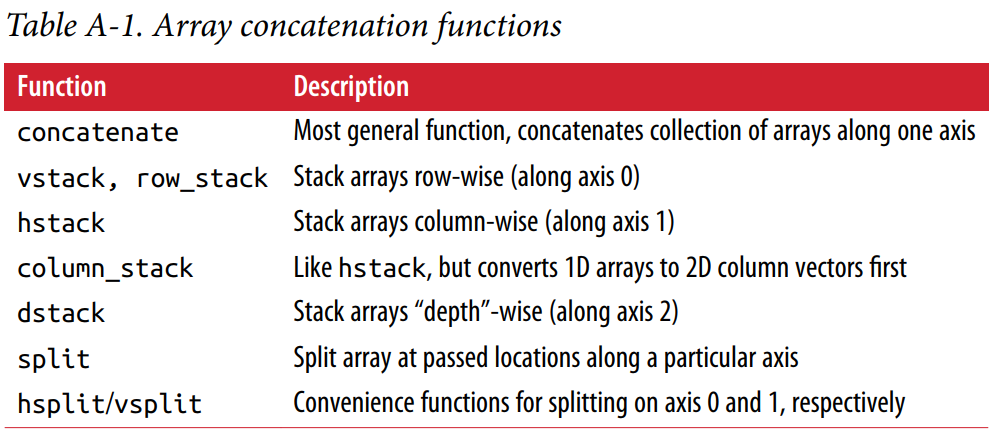 Table A-1. Array concatenation functions
Function Description
concatenate Most general function, concatenates collection of arrays along one axis
vstack, row_stack Stack arrays row-wise (along axis 0)
hstack Stack arrays column-wise (along axis 1)
column_stack Like hstack, but converts 1D arrays to 2D column vectors first
dstack Stack arrays “depth”-wise (along axis 2)
split Split array at passed locations along a particular axis
hsplit/vsplit Convenience functions for splitting on axis 0 and 1, respectively